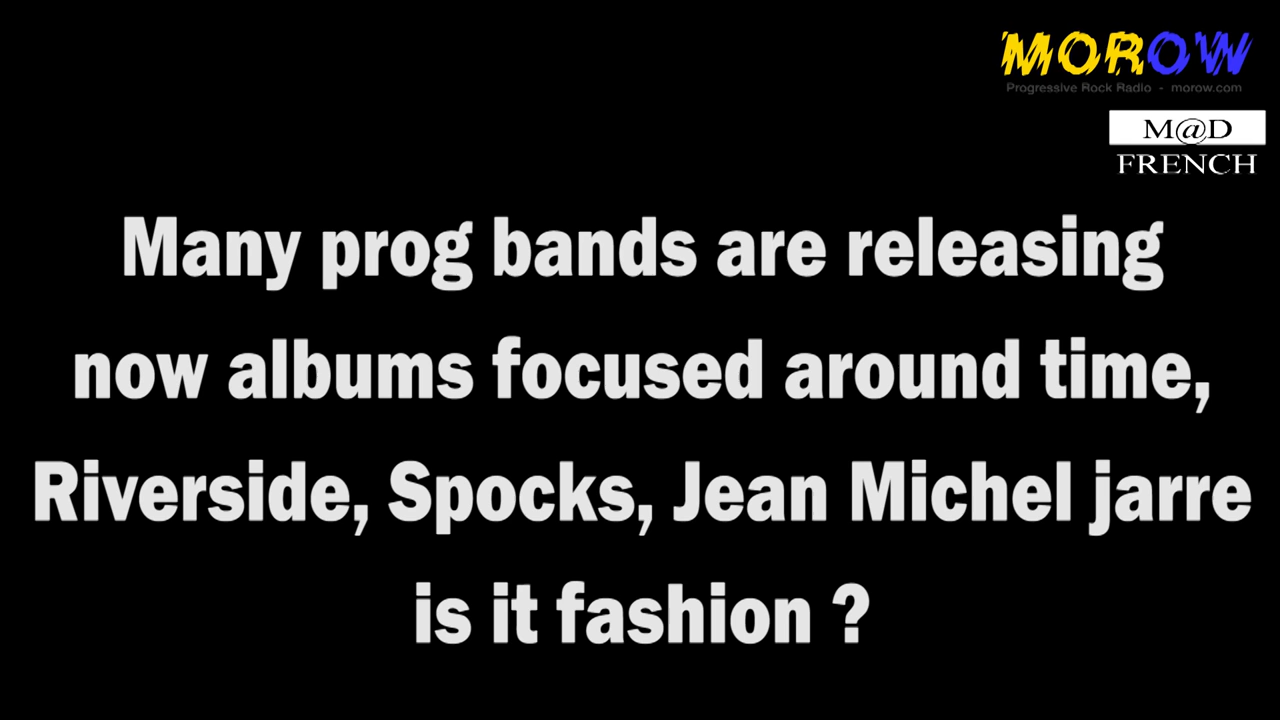 MOROW
Progressive Rock Radio - morow.com
M@D
FRENCH
Many prog bands are releasing
now albums focused around time,
Riverside, Spocks, Jean Michel jarre
is it fashion ?